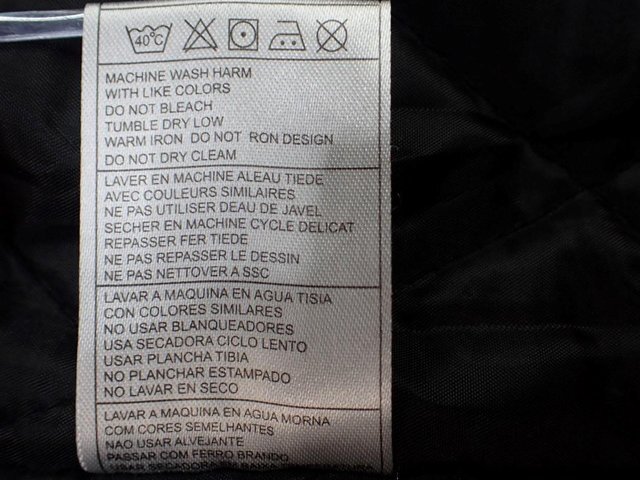 40°C
MACHINE WASH HARM
WITH LIKE COLORS
DO NOT BLEACH
TUMBLE DRY LOW
WARM IRON DO NOT RON DESIGN
DO NOT DRY CLEAM
LAVER EN MACHINE ALEAU TIEDE
AVEC COULEURS SIMILAIRES
NE PAS UTILISER DEAU DE JAVEL
SECHER EN MACHINE CYCLE DELICAT
REPASSER FER TIEDE
NE PAS REPASSER LE DESSIN
NE PAS NETTOVER A SSC
LAVAR A MAQUINA EN AGUA TISIA
CON COLORES SIMILARES
NO USAR BLANQUEADORES
USA SECADORA CICLO LENTO
USAR PLANCHA TIBIA
NO PLANCHAR ESTAMPADO
NO LAVAR EN SECO
LAVAR A MAQUINA EN AGUA MORNA
COM CORES SEMELHANTES
NAO USAR ALVEJANTE
PASSAR COM FERRO BRANDO
USAR SECADORA EM BAIXA